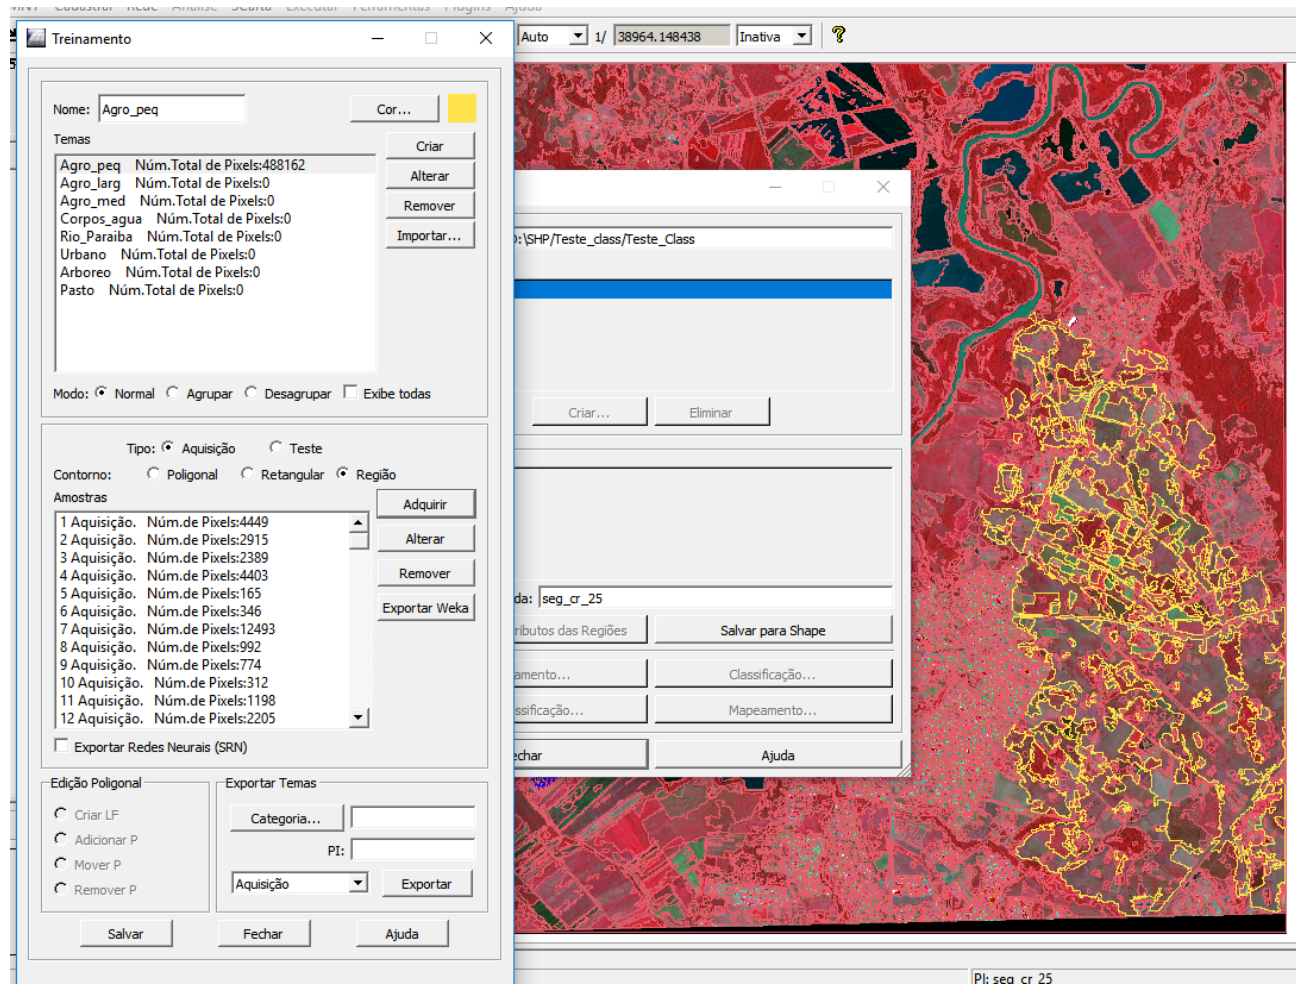 Cadastrar Rede Análise SCarta Executar Ferramentas Plugins Ajuda
Treinamento
Auto 1/ 38964.148438 Inativa
Nome: Agro_peq Cor...
Temas
Agro_peq Núm.Total de Pixels:488162
Agro_larg Núm.Total de Pixels:0
Agro_med Núm.Total de Pixels:0
Corpos_agua Núm.Total de Pixels:0
Rio_Paraiba Núm.Total de Pixels:0
Urbano Núm.Total de Pixels:0
Arboreo Núm.Total de Pixels:0
Pasto Núm.Total de Pixels:0
Criar
Alterar
Remover
Importar...
Modo: Normal Agrupar Desagrupar Exibe todas
Tipo: Aquisição Teste
Contorno: Poligonal Retangular Região
Amostras
1 Aquisição. Núm.de Pixels:4449
2 Aquisição. Núm.de Pixels:2915
3 Aquisição. Núm.de Pixels:2389
4 Aquisição. Núm.de Pixels:4403
5 Aquisição. Núm.de Pixels:165
6 Aquisição. Núm.de Pixels:346
7 Aquisição. Núm.de Pixels:12493
8 Aquisição. Núm.de Pixels:992
9 Aquisição. Núm.de Pixels:774
10 Aquisição. Núm.de Pixels:312
11 Aquisição. Núm.de Pixels:1198
12 Aquisição. Núm.de Pixels:2205
Adquirir
Alterar
Remover
Exportar Weka
Exportar Redes Neurais (SRN)
Edição Poligonal
Criar LF
Adicionar P
Mover P
Remover P
Exportar Temas
Categoria...
PI:
Aquisição Exportar
Salvar Fechar Ajuda
:\SHP/Teste_class/Teste_Class
Criar... Eliminar
da: seg_cr_25
ributos das Regiões Salvar para Shape
amento... Classificação...
ssificação... Mapeamento...
echar Ajuda
PI: seg_cr_25